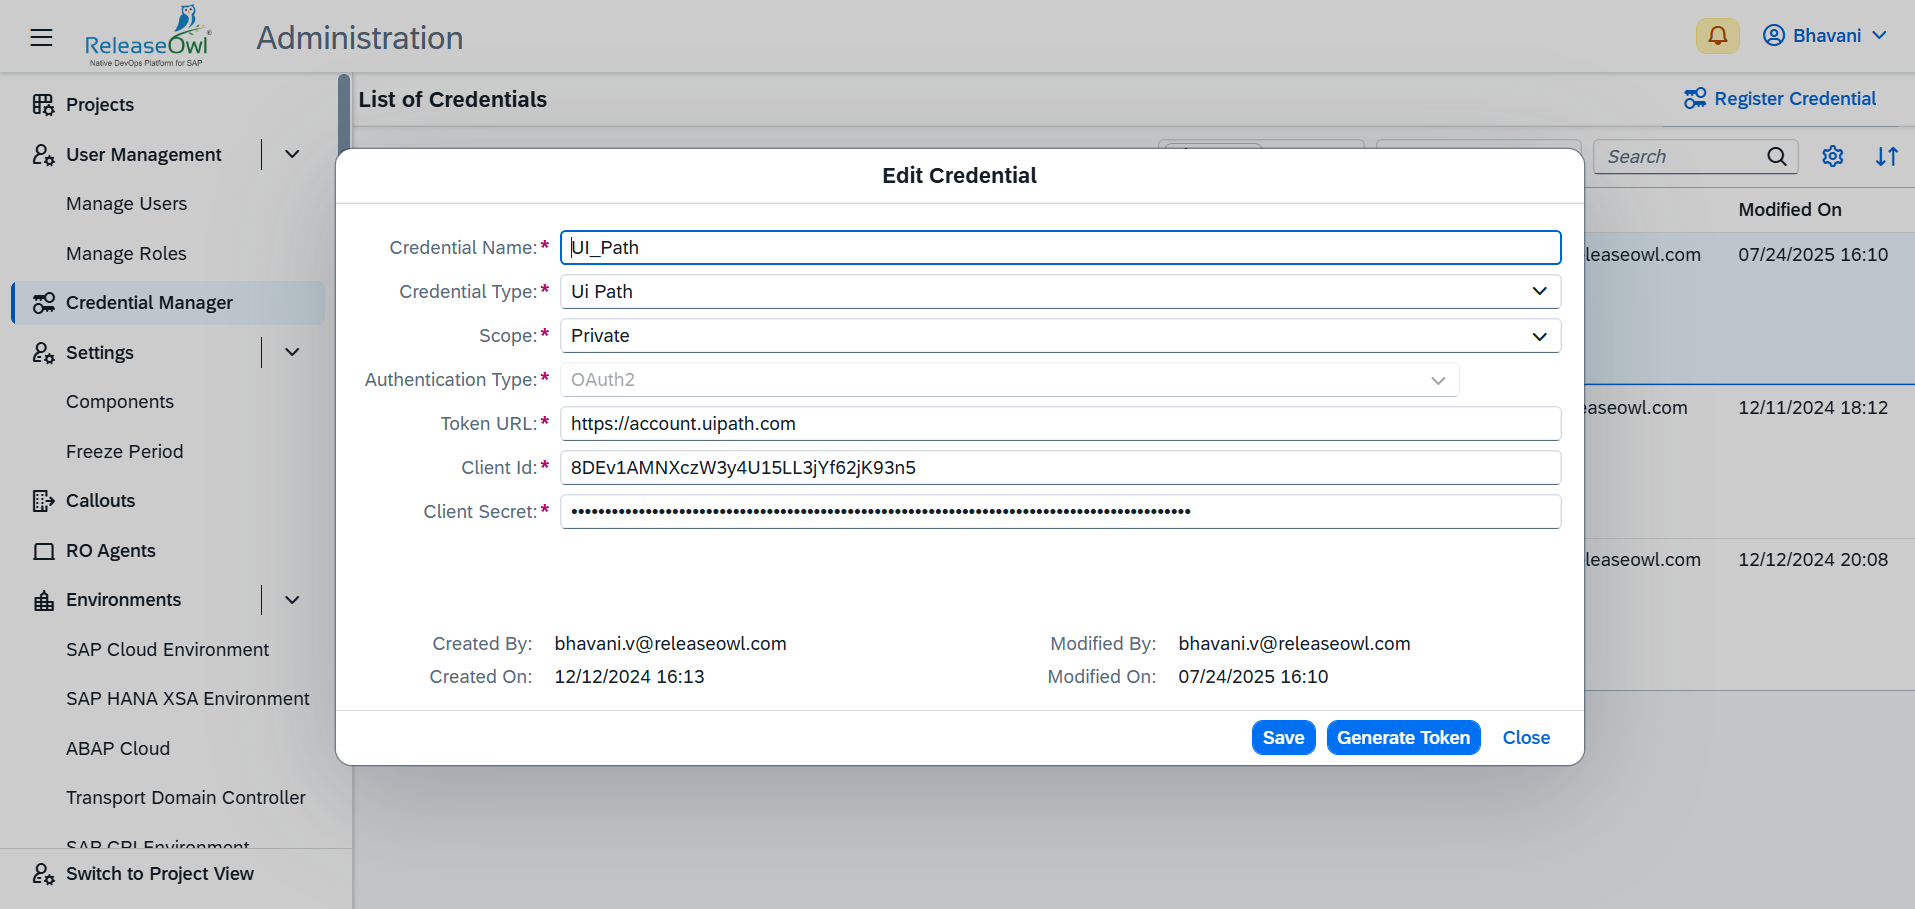 ReleaseOwl
®
Native DevOps Platform for SAP
Administration
Bhavani
Projects
User Management
Manage Users
Manage Roles
Credential Manager
Settings
Components
Freeze Period
Callouts
RO Agents
Environments
SAP Cloud Environment
SAP HANA XSA Environment
ABAP Cloud
Transport Domain Controller
SAP CPI Environment
Switch to Project View
List of Credentials
Register Credential
Search
Modified On
leaseowl.com 07/24/2025 16:10
easeowl.com 12/11/2024 18:12
leaseowl.com 12/12/2024 20:08
Edit Credential
Credential Name:* UI_Path
Credential Type:* Ui Path
Scope:* Private
Authentication Type:* OAuth2
Token URL:* https://account.uipath.com
Client Id:* 8DEv1AMNXczW3y4U15LL3jYf62jK93n5
Client Secret:* ••••••••••••••••••••••••••••••••••••••••••••••••••••••••••••••••••••••••••••••••••••••••••••
Created By: bhavani.v@releaseowl.com Modified By: bhavani.v@releaseowl.com
Created On: 12/12/2024 16:13 Modified On: 07/24/2025 16:10
Save Generate Token Close